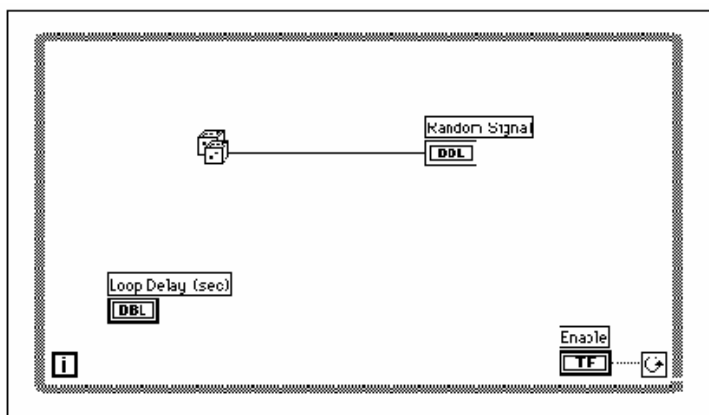 Random Signal
DBL
Loop Delay (sec)
DBL
Enable
TF
i